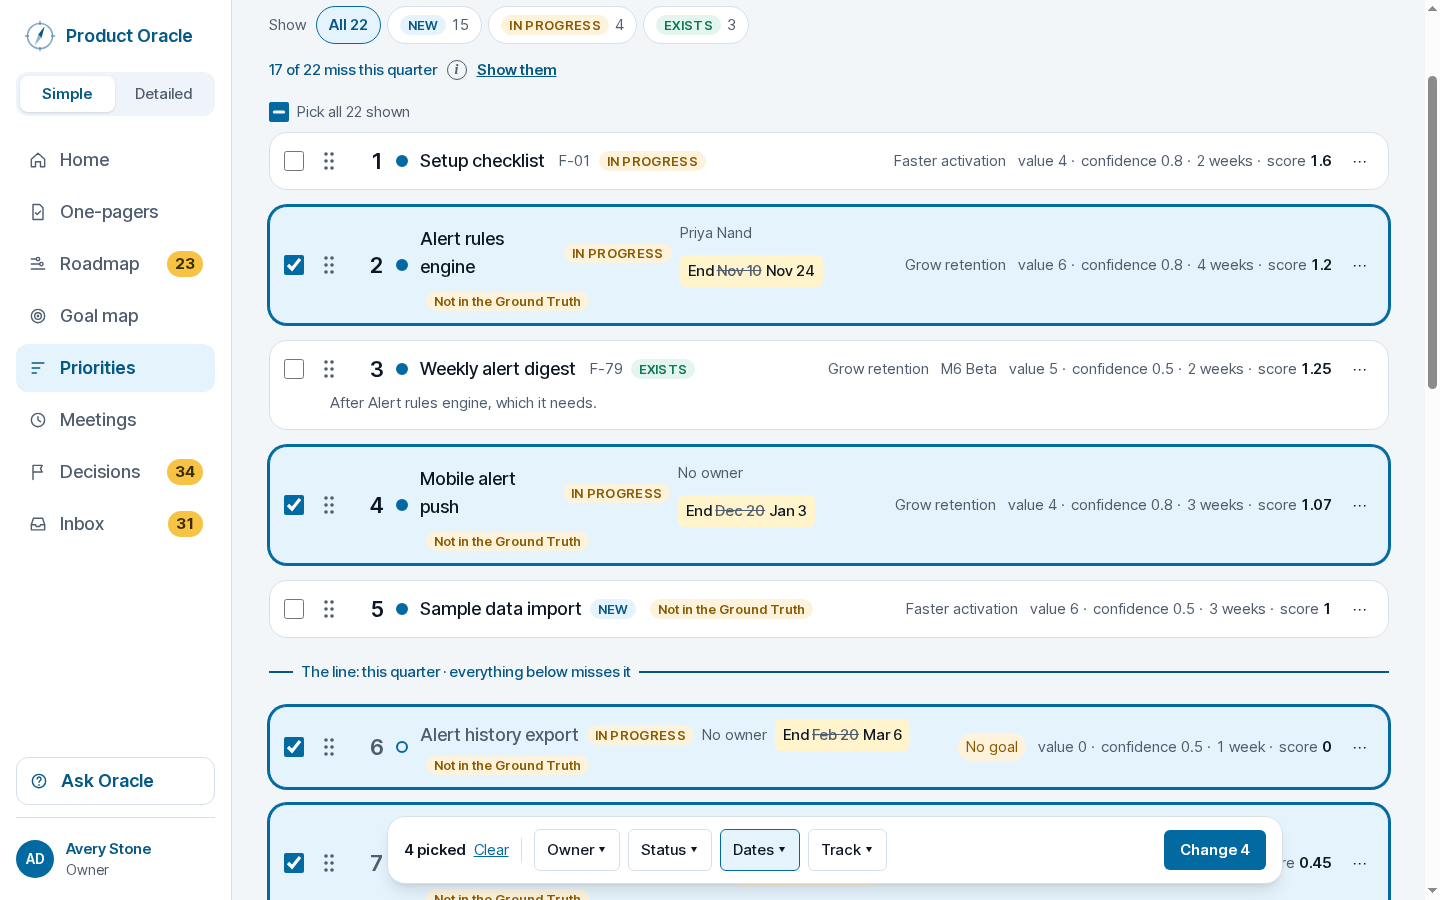 Product Oracle
Simple Detailed
Home
One-pagers
Roadmap 23
Goal map
Priorities
Meetings
Decisions 34
Inbox 31
Ask Oracle
AD Avery Stone
Owner
Show All 22 NEW 15 IN PROGRESS 4 EXISTS 3
17 of 22 miss this quarter i Show them
Pick all 22 shown
1 Setup checklist F-01 IN PROGRESS Faster activation value 4 · confidence 0.8 · 2 weeks · score 1.6 ···
2 Alert rules engine IN PROGRESS Priya Nand End Nov 10 Nov 24 Grow retention value 6 · confidence 0.8 · 4 weeks · score 1.2 ···
Not in the Ground Truth
3 Weekly alert digest F-79 EXISTS Grow retention M6 Beta value 5 · confidence 0.5 · 2 weeks · score 1.25 ···
After Alert rules engine, which it needs.
4 Mobile alert push IN PROGRESS No owner End Dec 20 Jan 3 Grow retention value 4 · confidence 0.8 · 3 weeks · score 1.07 ···
Not in the Ground Truth
5 Sample data import NEW Not in the Ground Truth Faster activation value 6 · confidence 0.5 · 3 weeks · score 1 ···
The line: this quarter · everything below misses it
6 Alert history export IN PROGRESS No owner End Feb 20 Mar 6 No goal value 0 · confidence 0.5 · 1 week · score 0 ···
Not in the Ground Truth
7 0.45 ···
4 picked Clear Owner ▾ Status ▾ Dates ▾ Track ▾ Change 4
Not in the Ground Truth